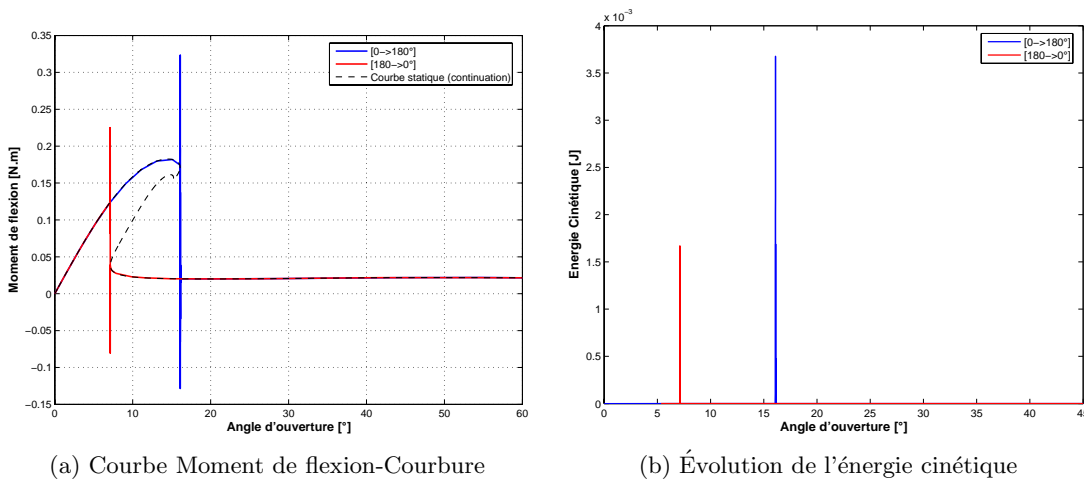 [0−>180°]
[180−>0°]
Courbe statique (continuation)
0.35
0.3
0.25
0.2
0.15
0.1
0.05
0
−0.05
−0.1
−0.15
0 10 20 30 40 50 60
Moment de flexion [N.m]
Angle d'ouverture [°]
(a) Courbe Moment de flexion-Courbure
x 10⁻³
[0−>180°]
[180−>0°]
4
3.5
3
2.5
2
1.5
1
0.5
0
0 5 10 15 20 25 30 35 40 45
Energie Cinétique [J]
Angle d'ouverture [°]
(b) Évolution de l'énergie cinétique